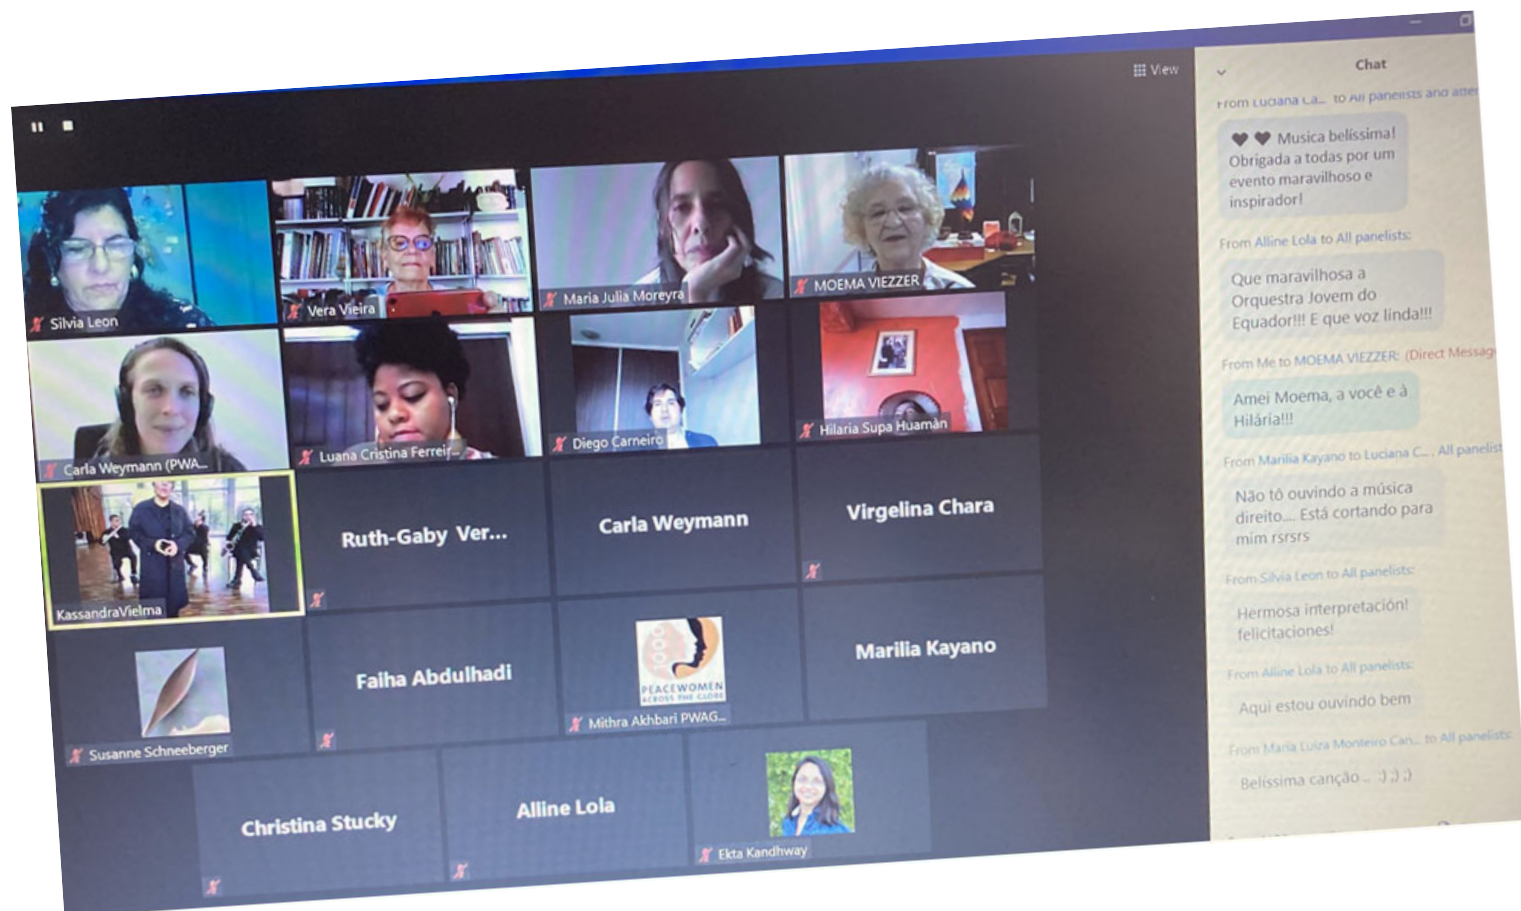 View
Silvia Leon
Vera Vieira
Maria Julia Moreyra
MOEMA VIEZZER
Carla Weymann (PWA...
Luana Cristina Ferreir...
Diego Carneiro
Hilaria Supa Huamán
KassandraVielma
Ruth-Gaby Ver...
Carla Weymann
Virgelina Chara
Susanne Schneeberger
Faiha Abdulhadi
1000
PEACEWOMEN
ACROSS THE GLOBE
Mithra Akhbari PWAG...
Marilia Kayano
Christina Stucky
Alline Lola
Ekta Kandhway
Chat
From Luciana Ca... to All panelists and atten
♥ ♥ Musica belíssima!
Obrigada a todas por um
evento maravilhoso e
inspirador!
From Alline Lola to All panelists:
Que maravilhosa a
Orquestra Jovem do
Equador!!! E que voz linda!!!
From Me to MOEMA VIEZZER: (Direct Messag
Amei Moema, a você e à
Hilária!!!
From Marilia Kayano to Luciana C..., All panelist
Não tô ouvindo a música
direito.... Está cortando para
mim rsrsrs
From Silvia Leon to All panelists:
Hermosa interpretación!
felicitaciones!
From Alline Lola to All panelists:
Aqui estou ouvindo bem
From Maria Luiza Monteiro Can... to All panelists:
Belíssima canção... :) ;) ;)